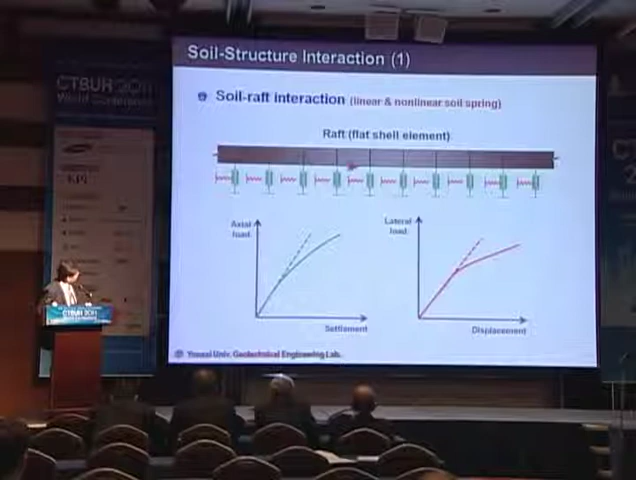 Soil-Structure Interaction (1)
Soil-raft interaction (linear & nonlinear soil spring)
Raft (flat shell element)
Axial
load
Settlement
Lateral
load
Displacement
Yonsei Univ. Geotechnical Engineering Lab.
CTBUH 2011
World Conference
CTBUH 2011